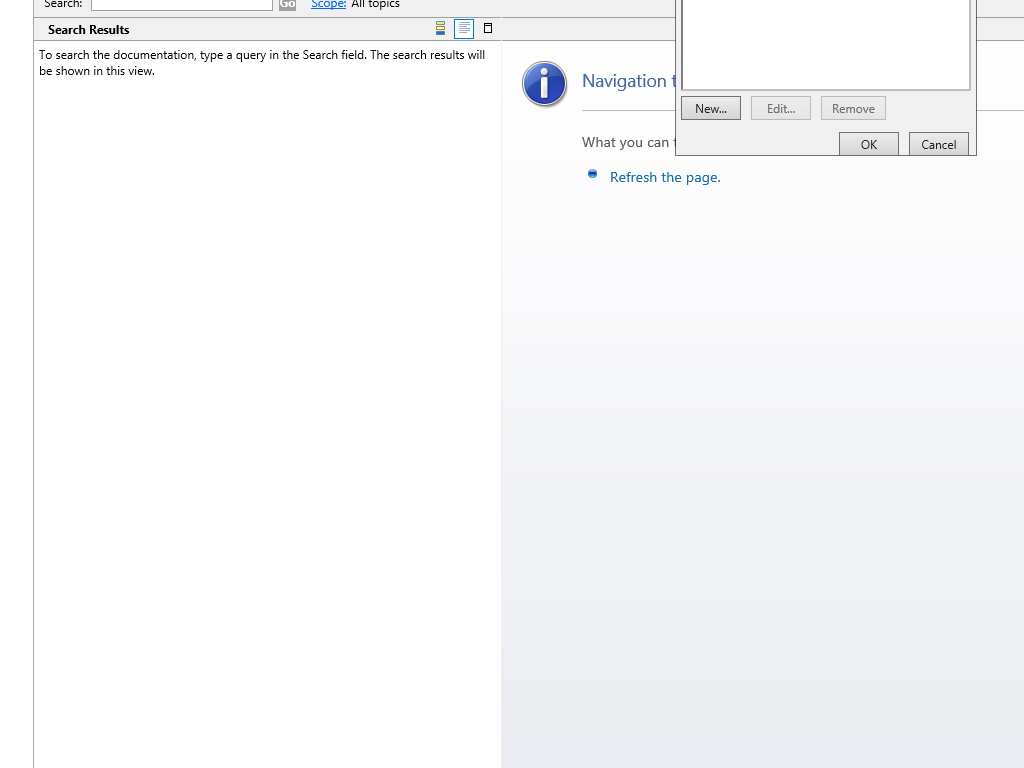 Search:
Go
Scope:
All topics
Search Results
To search the documentation, type a query in the Search field. The search results will
be shown in this view.
Navigation t
New...
Edit...
Remove
What you can
OK
Cancel
Refresh the page.